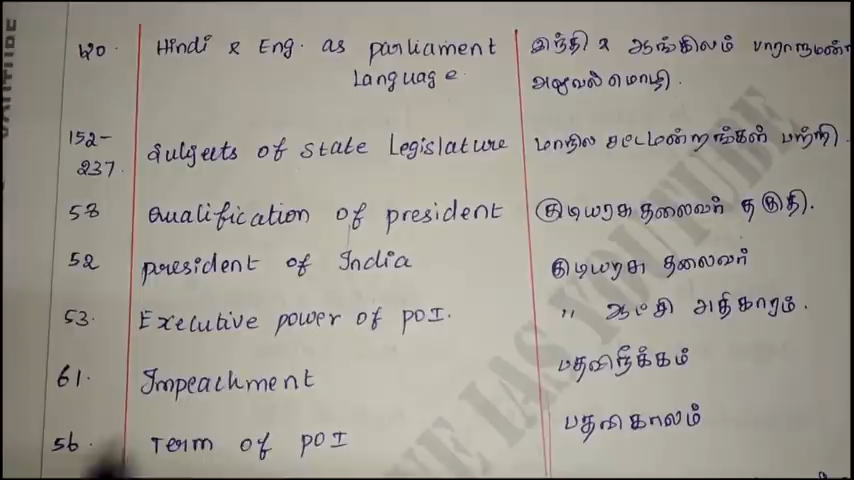 120. Hindi & Eng. as parliament இந்தி & ஆங்கிலம் பாராளுமன்
Language. அலுவல் மொழி.
152-
237. Subjects of State Legislature மாநில சட்டமன்றங்கள் பற்றி.
58 Qualification of president குடியரசு தலைவர் தகுதி.
52 president of India குடியரசு தலைவர்
53. Executive power of POI. " ஆட்சி அதிகாரம்.
61. Impeachment பதவிநீக்கம்
56. Term of POI பதவி காலம்